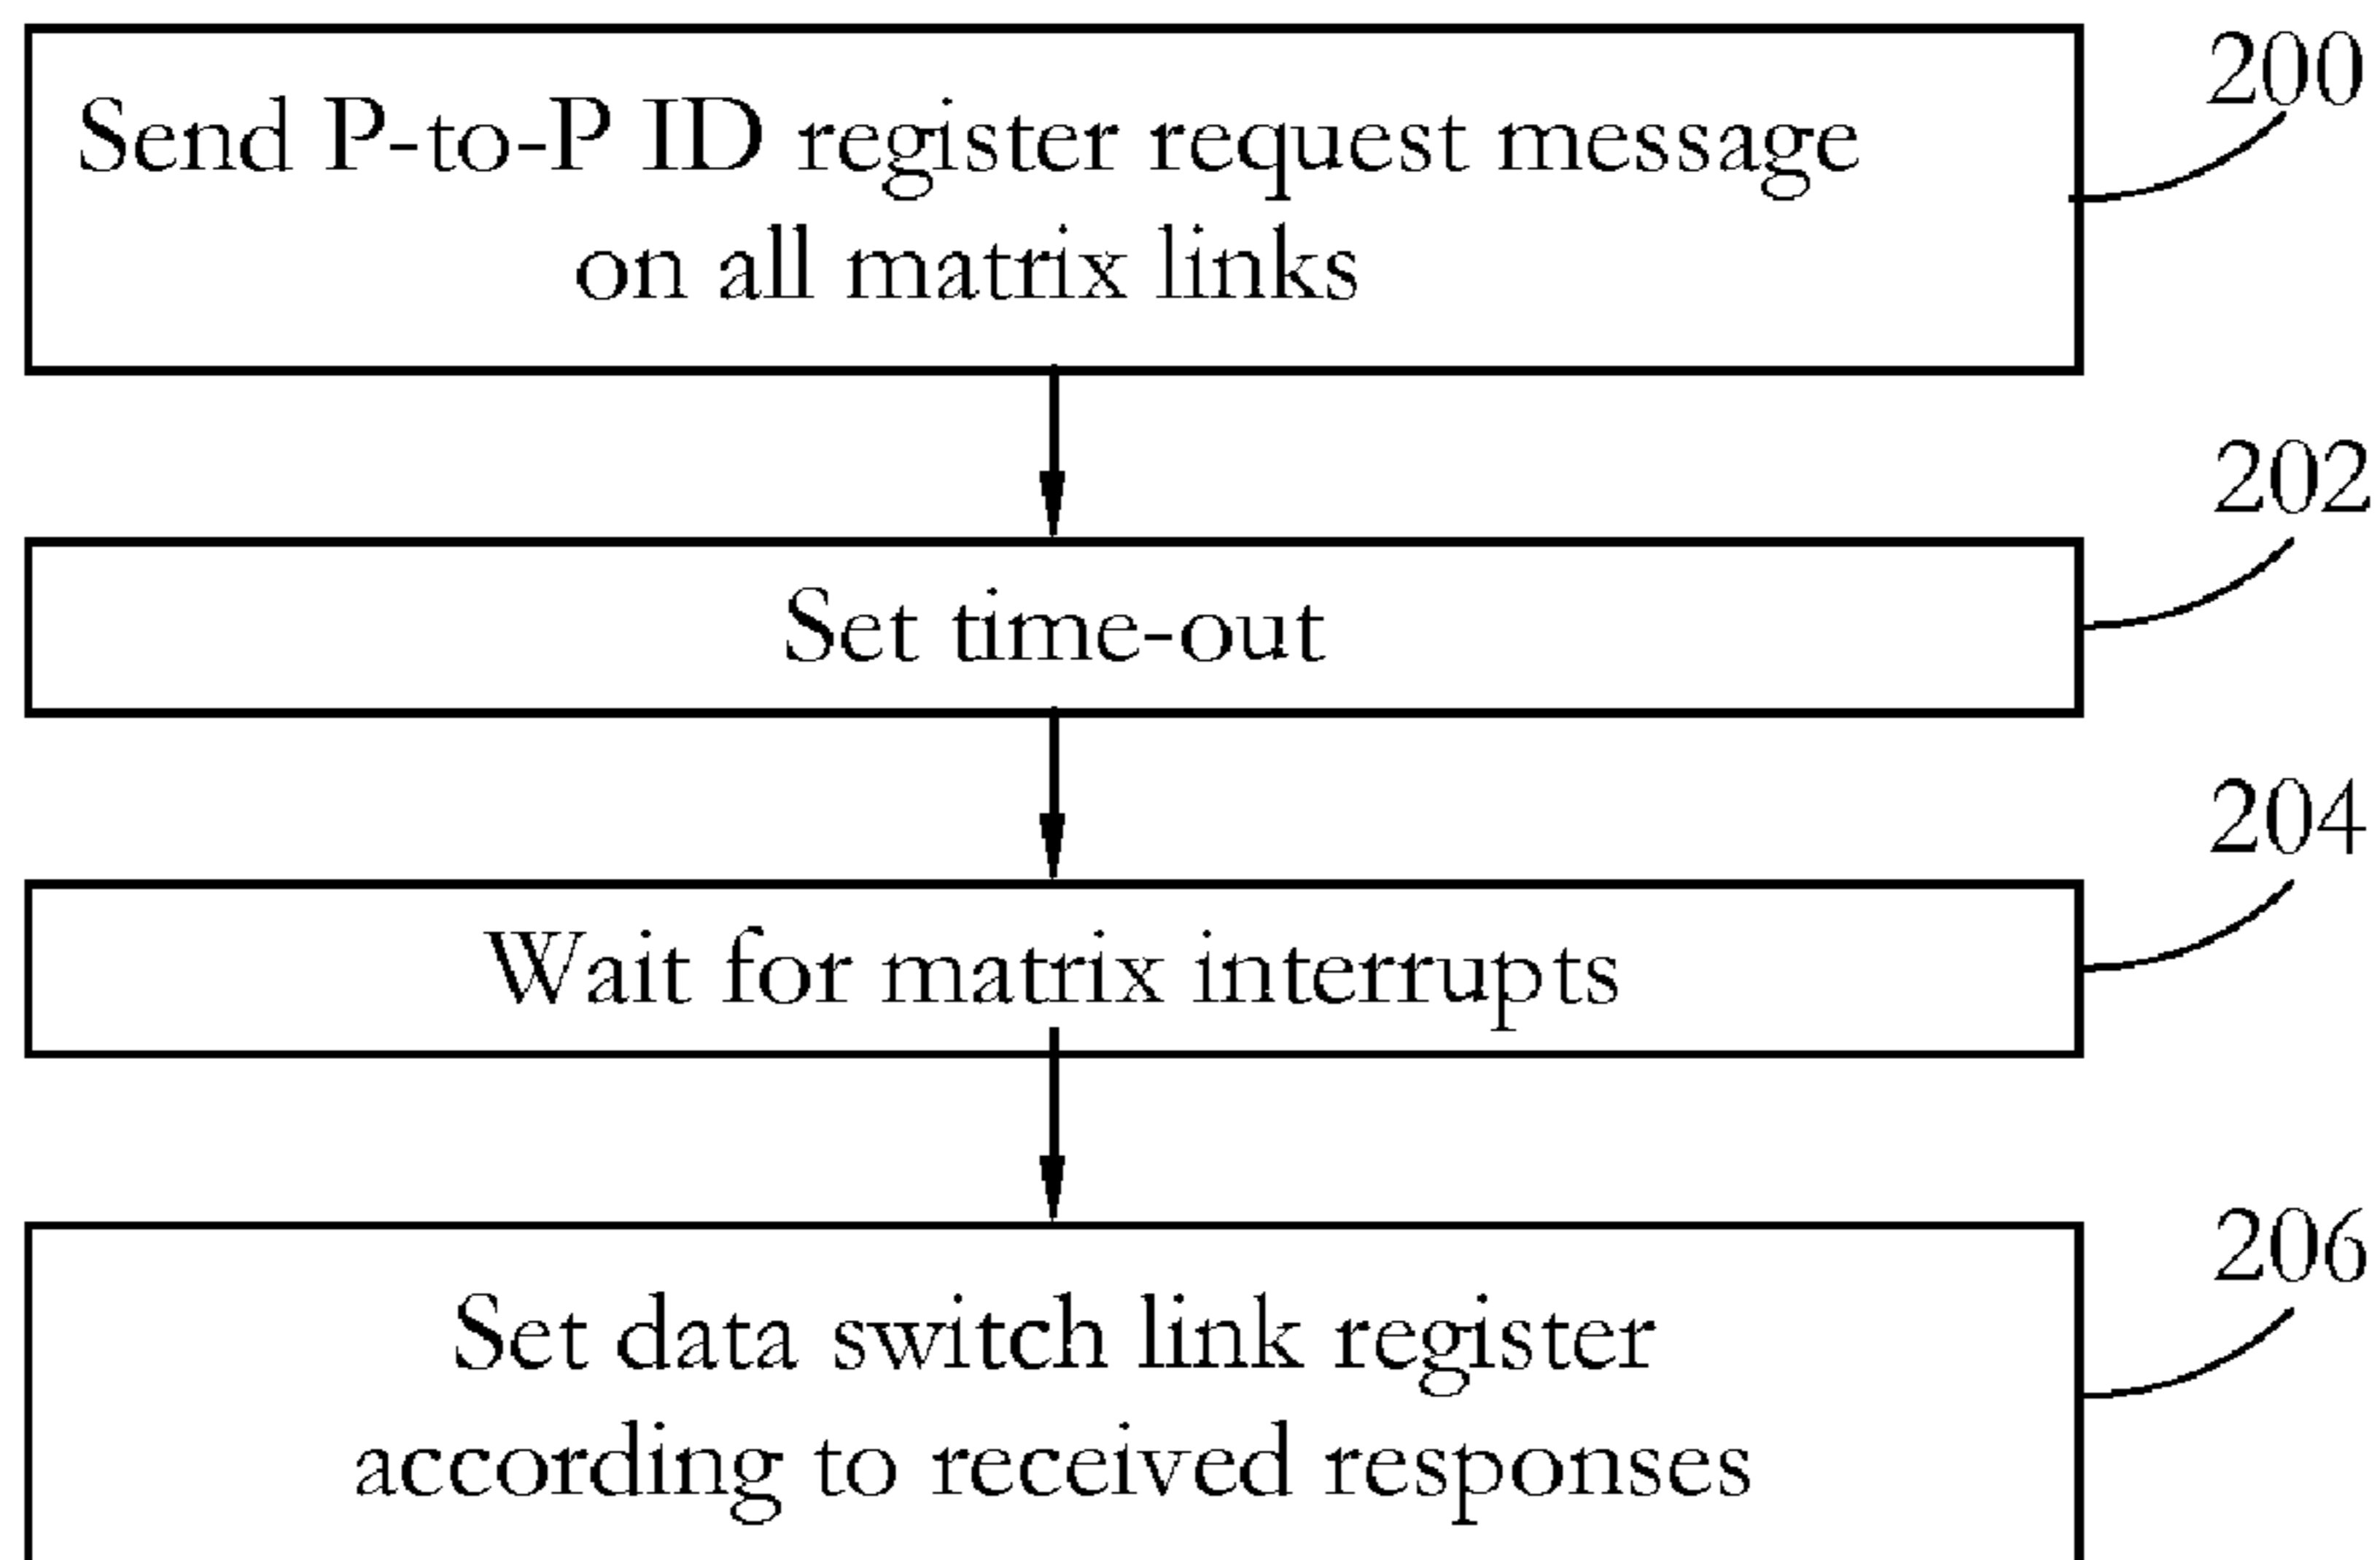 200
Send P-to-P ID register request message
on all matrix links
202
Set time-out
204
Wait for matrix interrupts
206
Set data switch link register
according to received responses